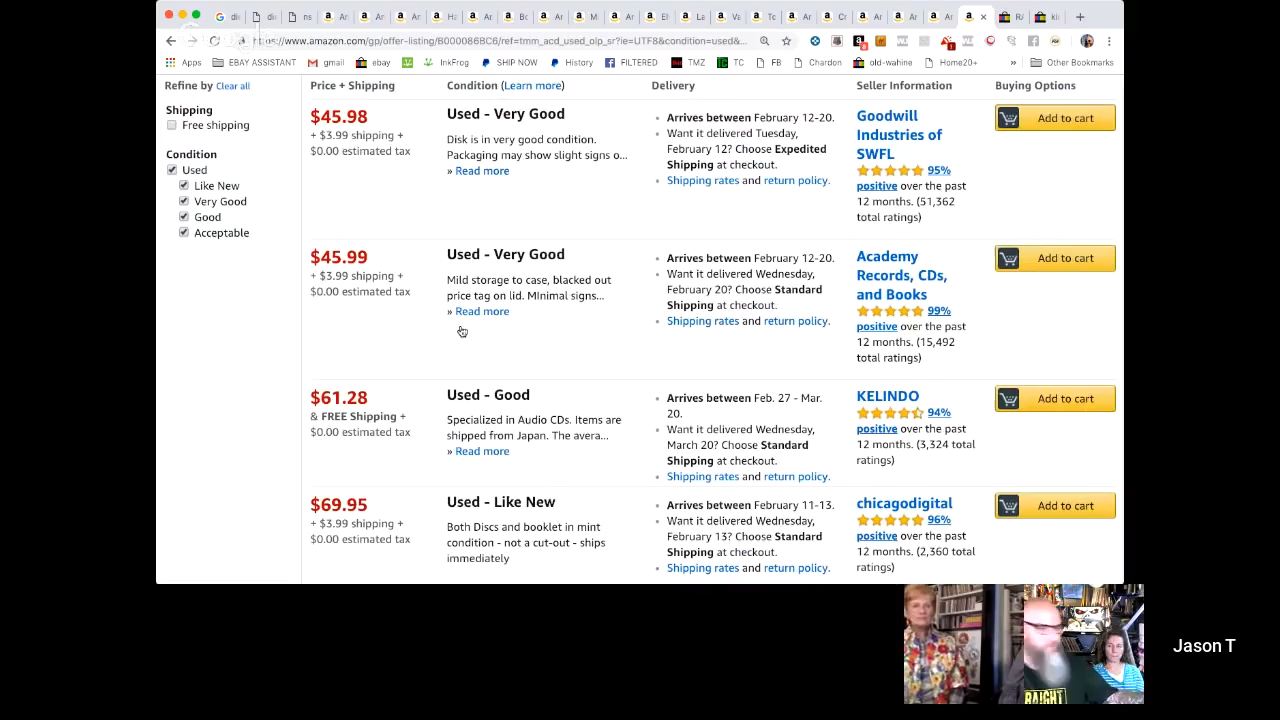 https://www.amazon.com/gp/offer-listing/B000086BC6/ref=tmm_acd_used_olp_sr?ie=UTF8&condition=used&...
Apps EBAY ASSISTANT gmail ebay InkFrog SHIP NOW History FILTERED TMZ TC FB Chardon old-wahine Home20+ » Other Bookmarks
Refine by Clear all
Price + Shipping Condition (Learn more) Delivery Seller Information Buying Options
Shipping
Free shipping
Condition
Used
Like New
Very Good
Good
Acceptable
$45.98
+ $3.99 shipping +
$0.00 estimated tax
Used - Very Good
Disk is in very good condition.
Packaging may show slight signs o...
» Read more
Arrives between February 12-20.
Want it delivered Tuesday,
February 12? Choose Expedited
Shipping at checkout.
Shipping rates and return policy.
Goodwill
Industries of
SWFL
95%
positive over the past
12 months. (51,362
total ratings)
Add to cart
$45.99
+ $3.99 shipping +
$0.00 estimated tax
Used - Very Good
Mild storage to case, blacked out
price tag on lid. MInimal signs...
» Read more
Arrives between February 12-20.
Want it delivered Wednesday,
February 20? Choose Standard
Shipping at checkout.
Shipping rates and return policy.
Academy
Records, CDs,
and Books
99%
positive over the past
12 months. (15,492
total ratings)
Add to cart
$61.28
& FREE Shipping +
$0.00 estimated tax
Used - Good
Specialized in Audio CDs. Items are
shipped from Japan. The avera...
» Read more
Arrives between Feb. 27 - Mar.
20.
Want it delivered Wednesday,
March 20? Choose Standard
Shipping at checkout.
Shipping rates and return policy.
KELINDO
94%
positive over the past
12 months. (3,324 total
ratings)
Add to cart
$69.95
+ $3.99 shipping +
$0.00 estimated tax
Used - Like New
Both Discs and booklet in mint
condition - not a cut-out - ships
immediately
Arrives between February 11-13.
Want it delivered Wednesday,
February 13? Choose Standard
Shipping at checkout.
Shipping rates and return policy.
chicagodigital
96%
positive over the past
12 months. (2,360 total
ratings)
Add to cart
Jason T